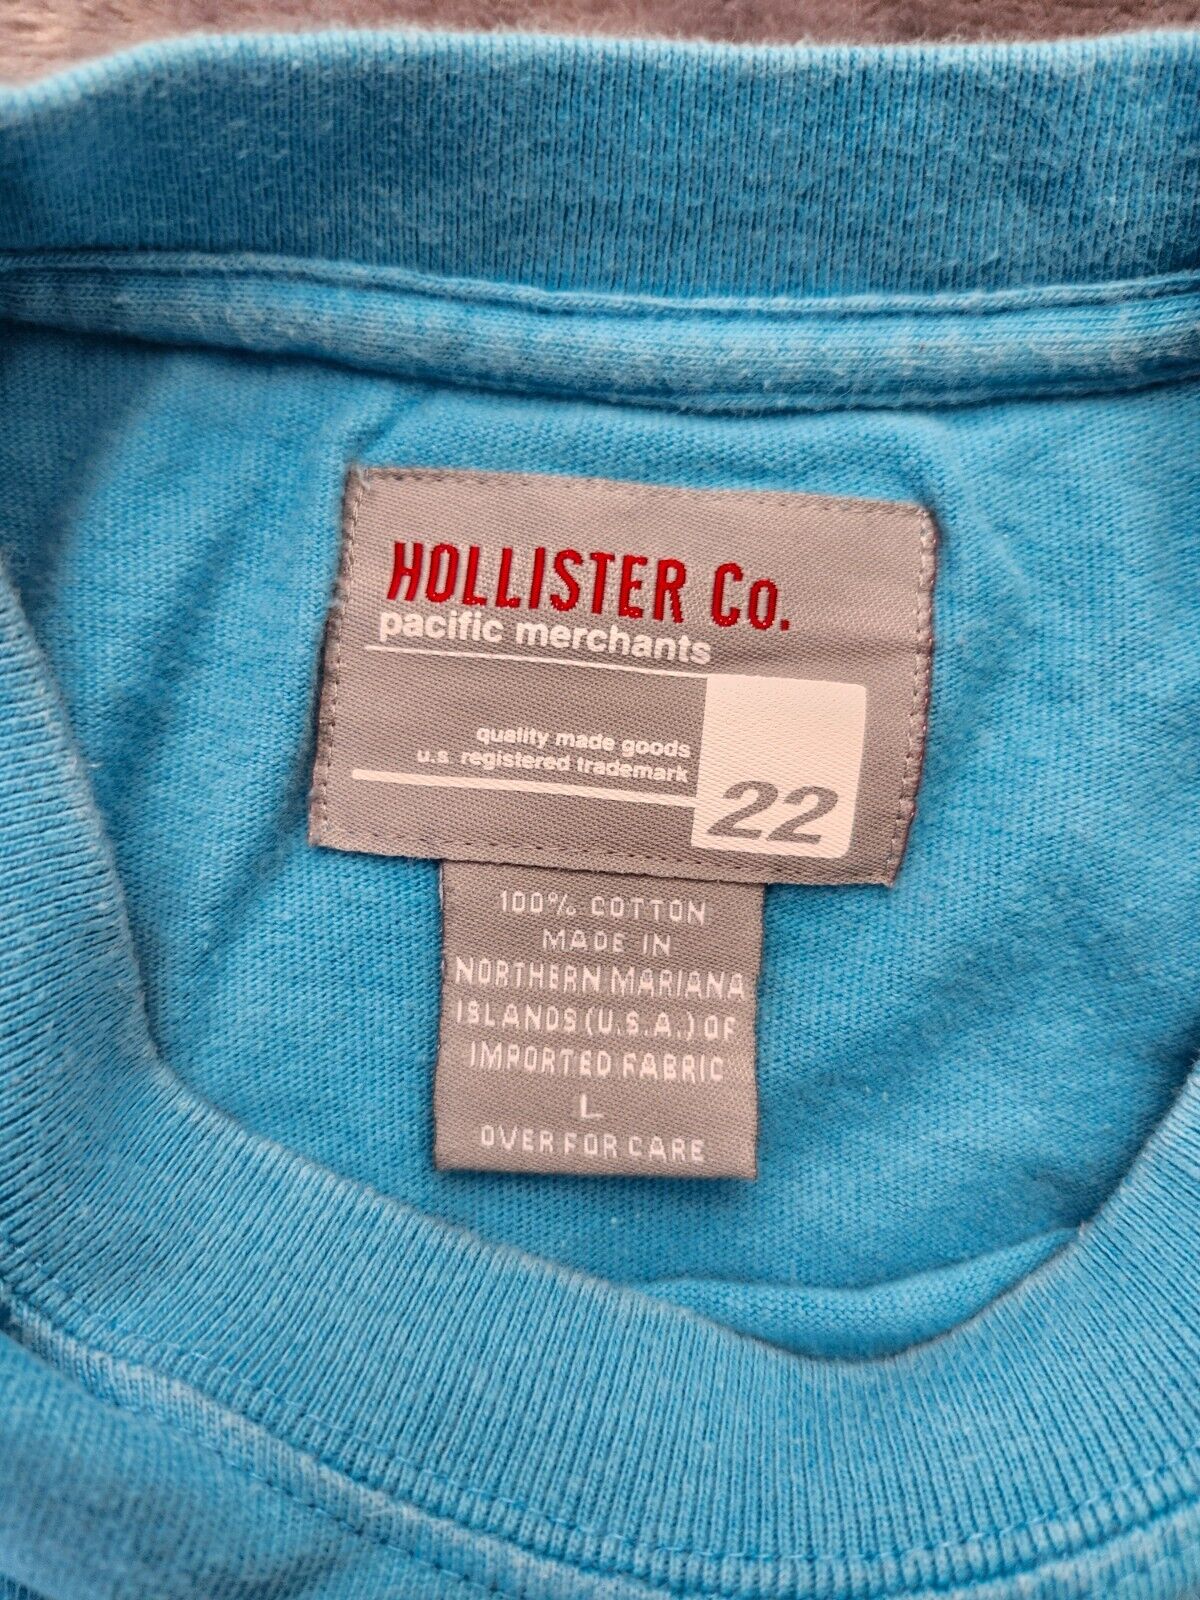 HOLLISTER CO.
pacific merchants
quality made goods
u.s. registered trademark
22
100% COTTON
MADE IN
NORTHERN MARIANA
ISLANDS (U.S.A.) OF
IMPORTED FABRIC
L
OVER FOR CARE